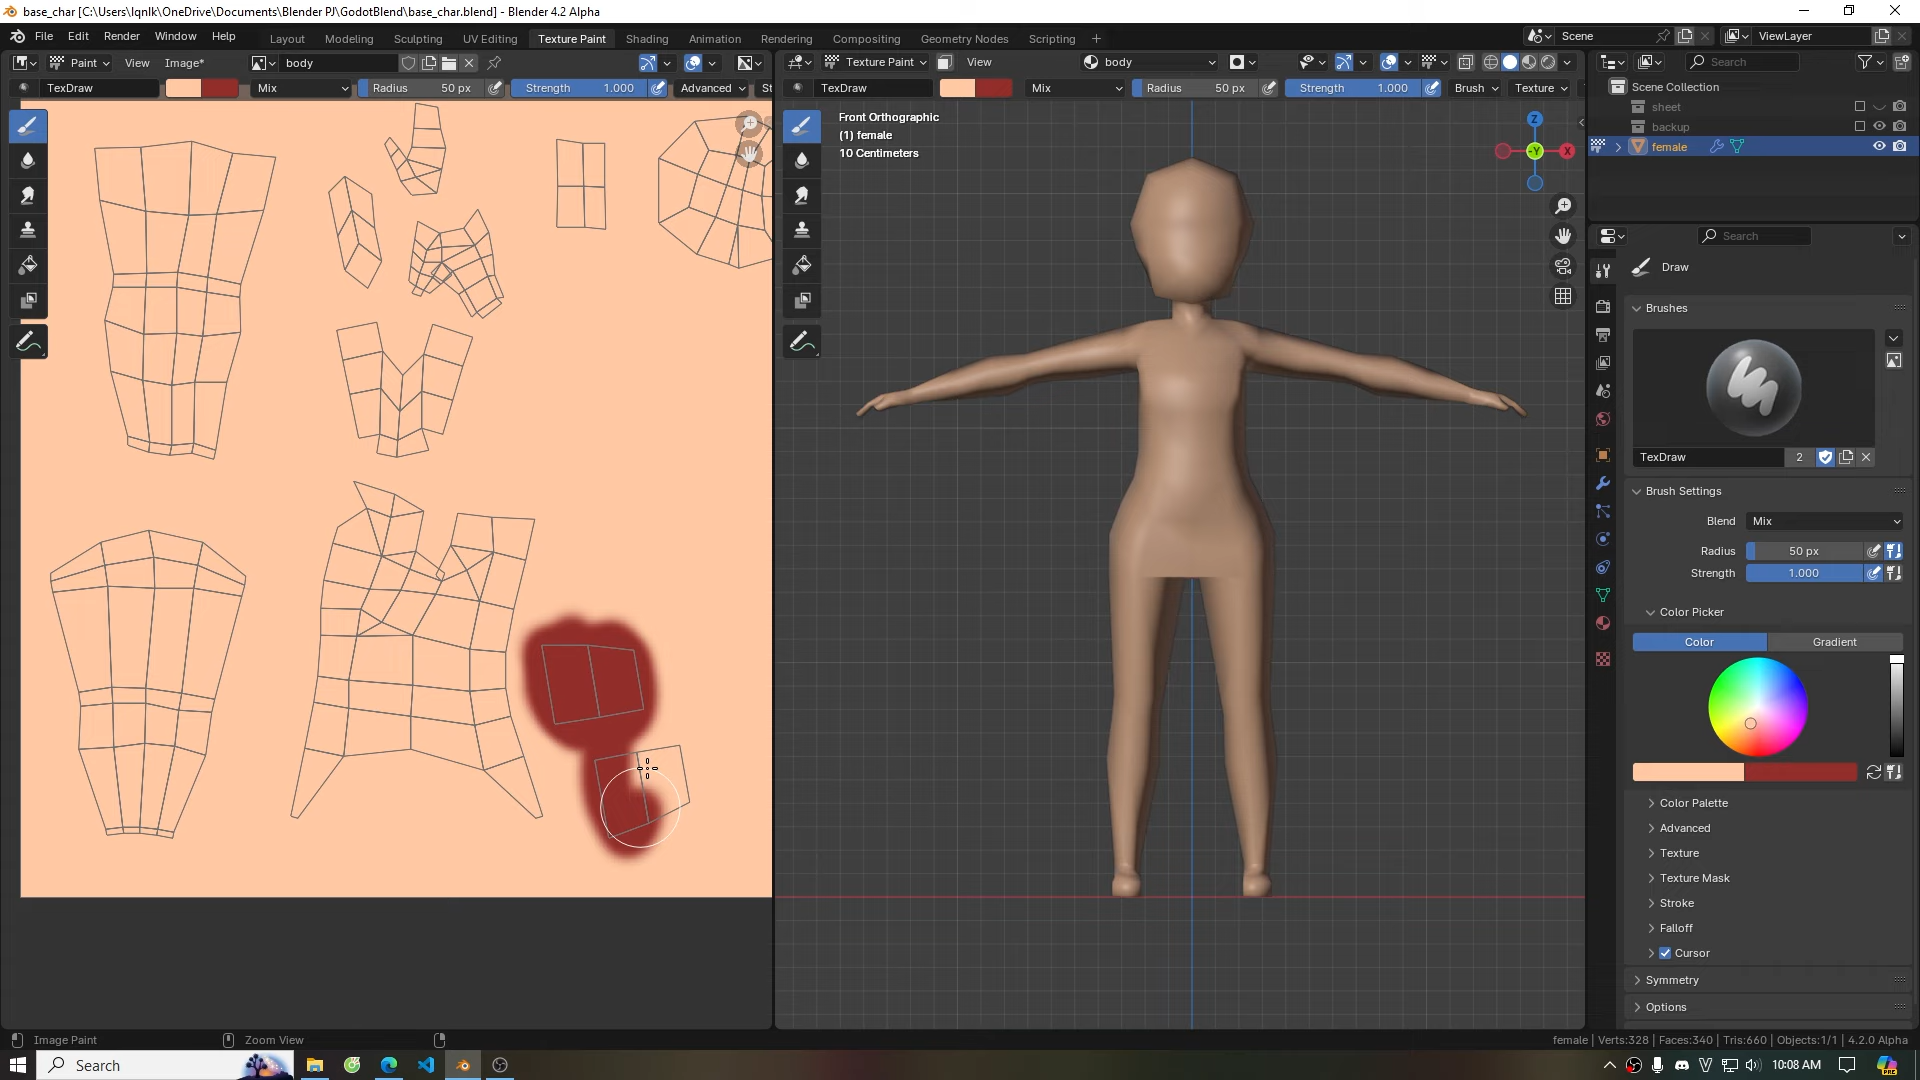 base_char [C:\Users\Iqnlk\OneDrive\Documents\Blender PJ\GodotBlend\base_char.blend] - Blender 4.2 Alpha
File Edit Render Window Help Layout Modeling Sculpting UV Editing Texture Paint Shading Animation Rendering Compositing Geometry Nodes Scripting + Scene ViewLayer
Paint View Image* body Texture Paint View body Search
TexDraw Mix Radius 50 px Strength 1.000 Advanced St TexDraw Mix Radius 50 px Strength 1.000 Brush Texture
Scene Collection
sheet
backup
female
Front Orthographic
(1) female
10 Centimeters
Z
-Y
X
Search
Draw
Brushes
TexDraw 2
Brush Settings
Blend Mix
Radius 50 px
Strength 1.000
Color Picker
Color Gradient
Color Palette
Advanced
Texture
Texture Mask
Stroke
Falloff
Cursor
Symmetry
Options
Image Paint Zoom View female | Verts:328 | Faces:340 | Tris:660 | Objects:1/1 | 4.2.0 Alpha
Search 10:08 AM